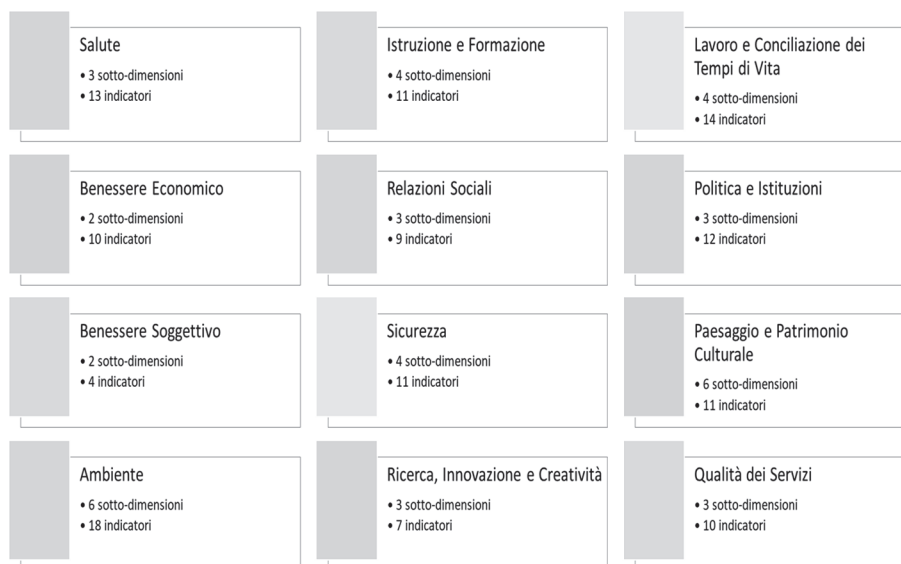 Salute
• 3 sotto-dimensioni
• 13 indicatori
Istruzione e Formazione
• 4 sotto-dimensioni
• 11 indicatori
Lavoro e Conciliazione dei
Tempi di Vita
• 4 sotto-dimensioni
• 14 indicatori
Benessere Economico
• 2 sotto-dimensioni
• 10 indicatori
Relazioni Sociali
• 3 sotto-dimensioni
• 9 indicatori
Politica e Istituzioni
• 3 sotto-dimensioni
• 12 indicatori
Benessere Soggettivo
• 2 sotto-dimensioni
• 4 indicatori
Sicurezza
• 4 sotto-dimensioni
• 11 indicatori
Paesaggio e Patrimonio
Culturale
• 6 sotto-dimensioni
• 11 indicatori
Ambiente
• 6 sotto-dimensioni
• 18 indicatori
Ricerca, Innovazione e Creatività
• 3 sotto-dimensioni
• 7 indicatori
Qualità dei Servizi
• 3 sotto-dimensioni
• 10 indicatori